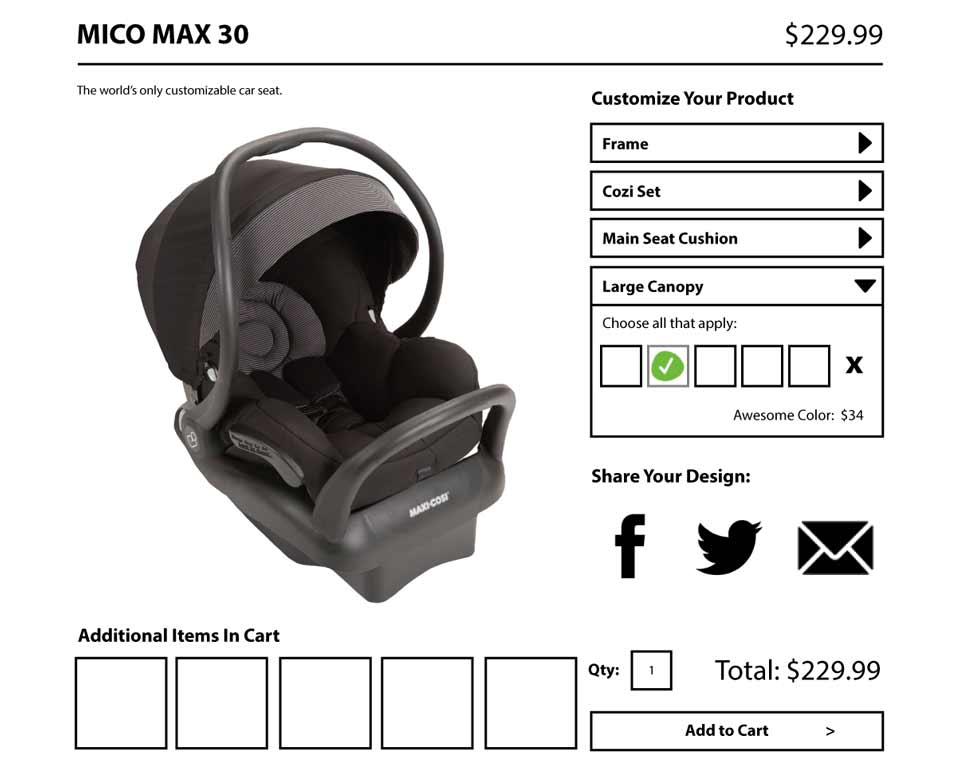 MICO MAX 30
$229.99
The world's only customizable car seat.
Customize Your Product
Frame
Cozi Set
Main Seat Cushion
Large Canopy
Choose all that apply:
X
Awesome Color: $34
Share Your Design:
MAXI-COSI
Additional Items In Cart
Qty: 1
Total: $229.99
Add to Cart >